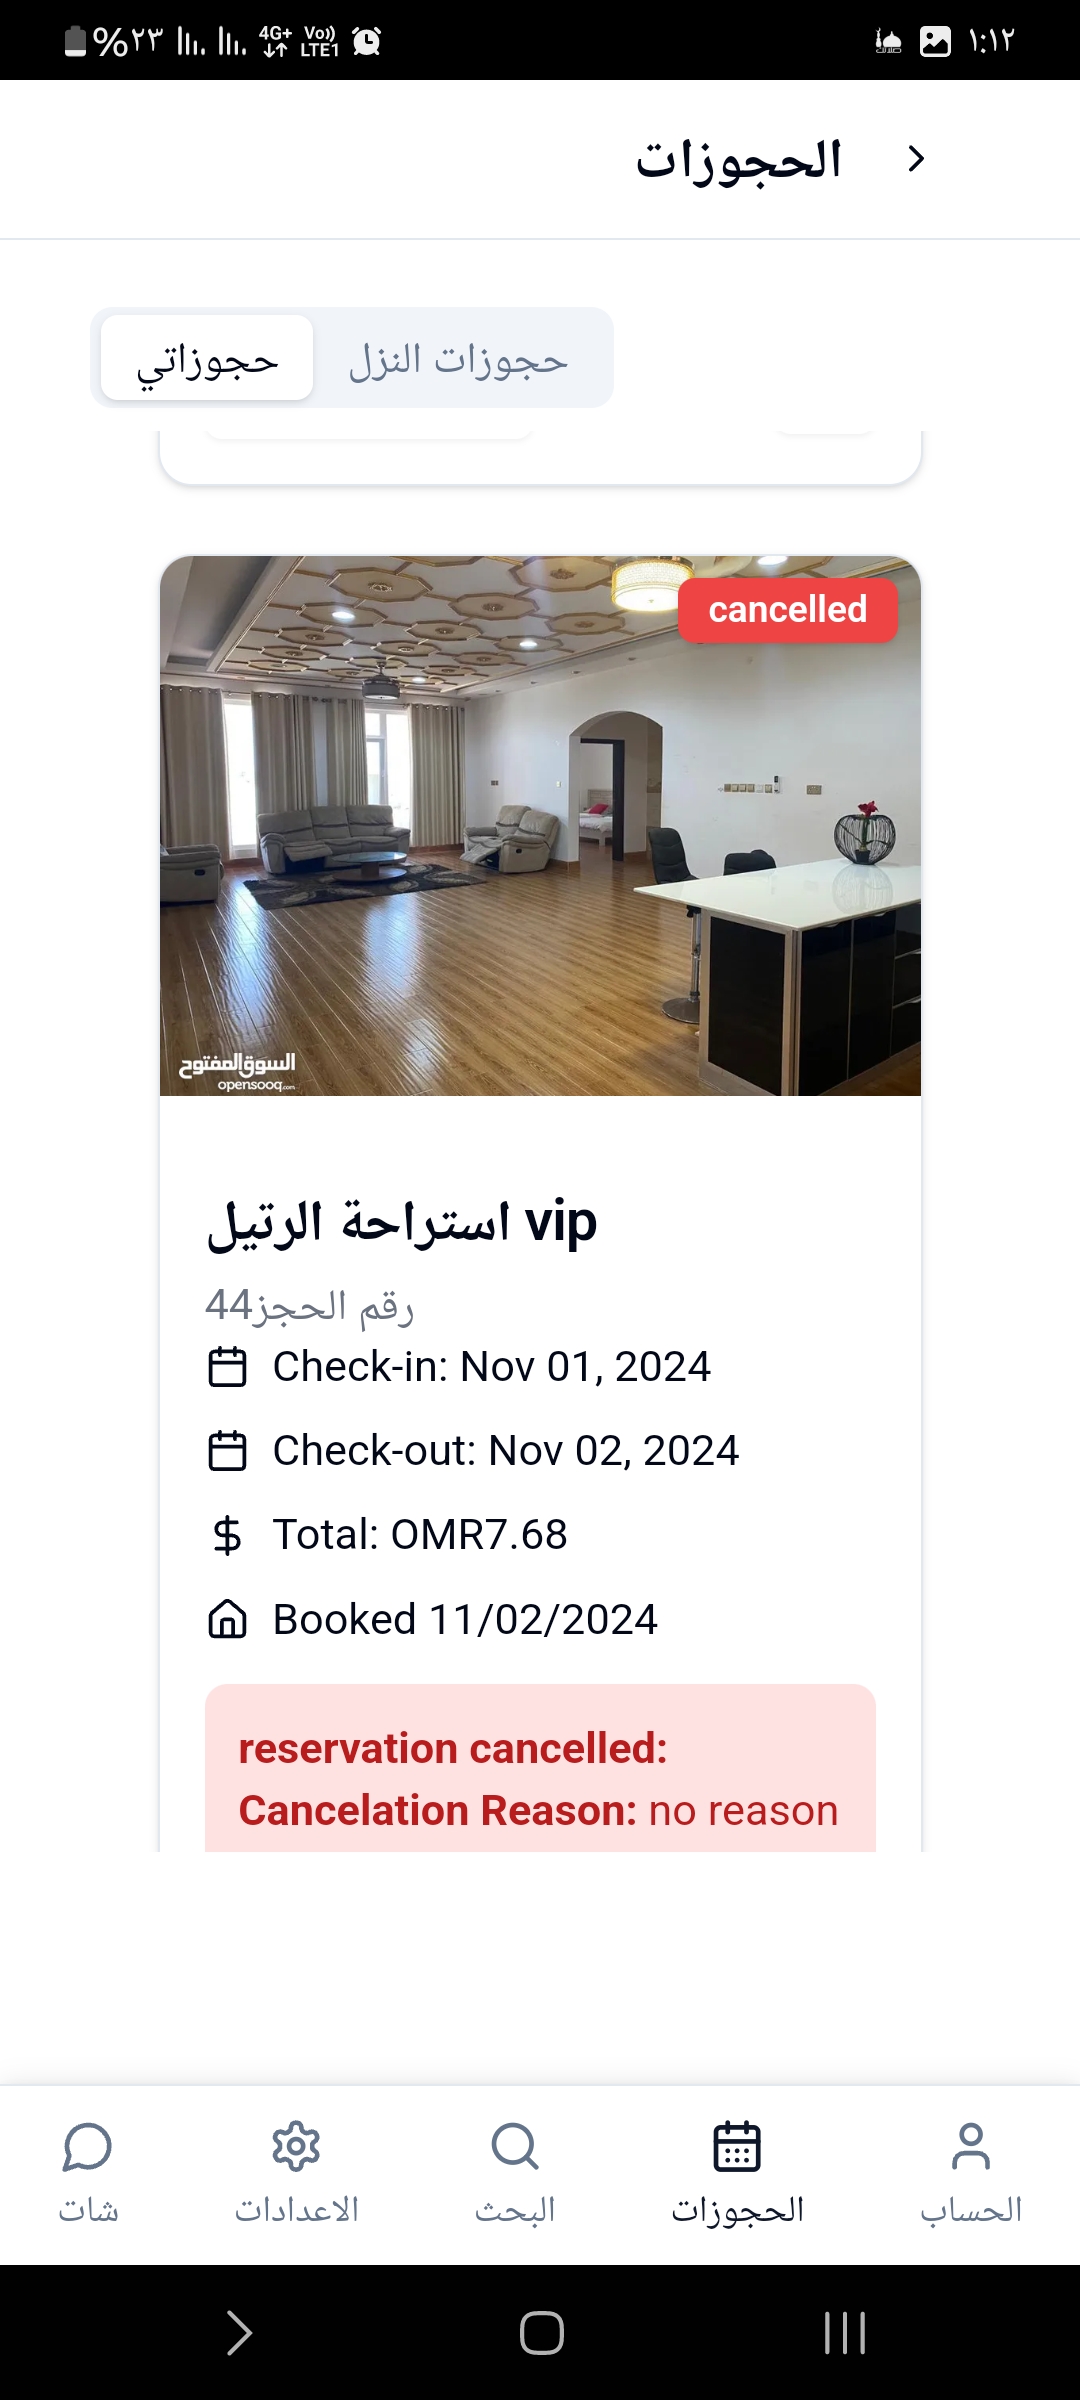 %٢٣ 4G+ Vo)) LTE1 ١:١٢
الحجوزات
حجوزاتي حجوزات النزل
cancelled
السوق المفتوح
opensooq.com
استراحة الرتيل vip
رقم الحجز44
Check-in: Nov 01, 2024
Check-out: Nov 02, 2024
Total: OMR7.68
Booked 11/02/2024
reservation cancelled:
Cancelation Reason: no reason
شات الاعدادات البحث الحجوزات الحساب